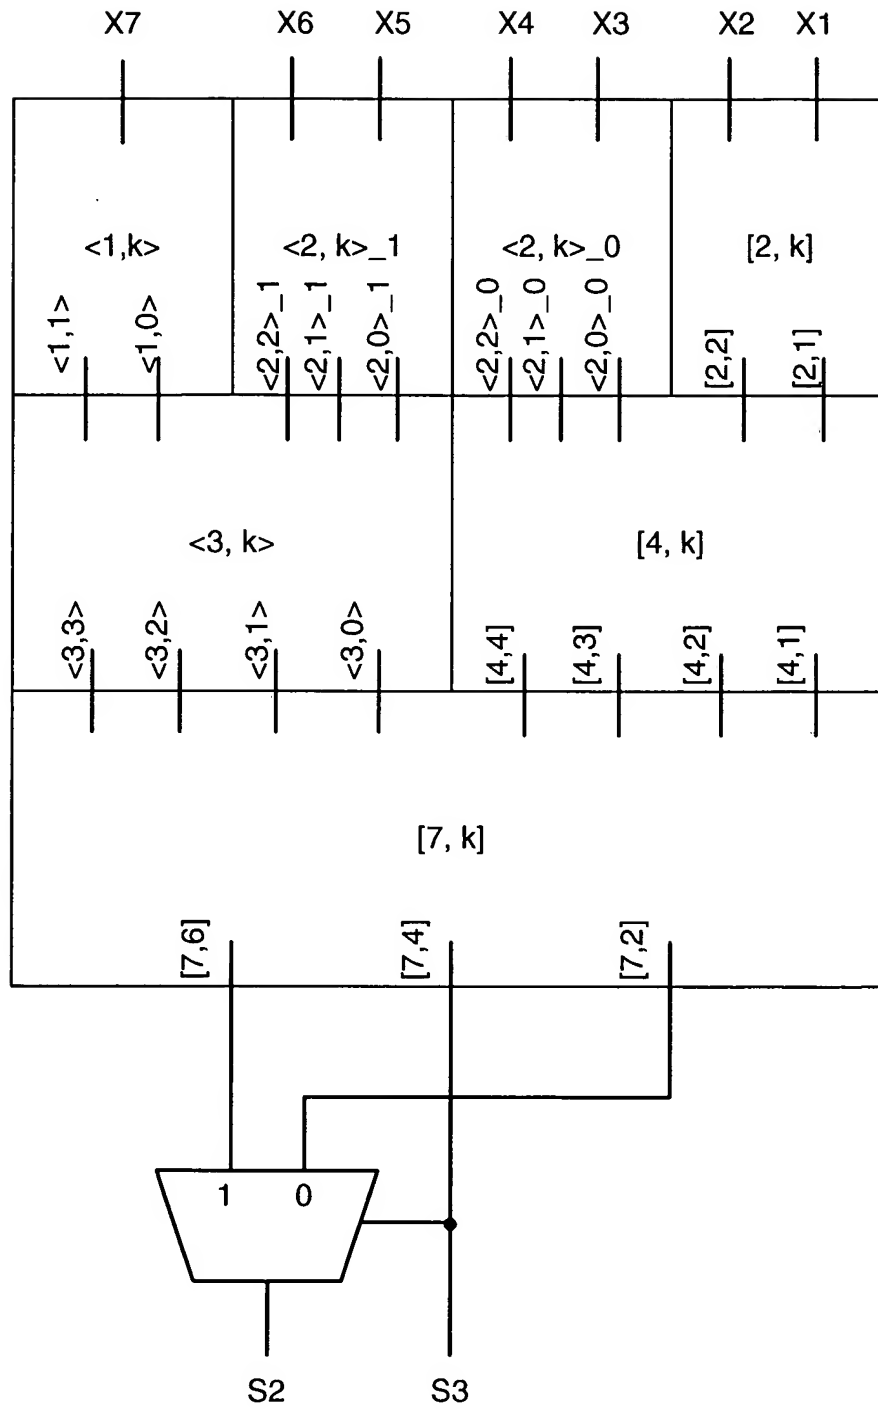 X7 X6 X5 X4 X3 X2 X1
<1,k> <2, k>_1 <2, k>_0 [2, k]
<1,1> <1,0> <2,2>_1 <2,1>_1 <2,0>_1 <2,2>_0 <2,1>_0 <2,0>_0 [2,2] [2,1]
<3, k> [4, k]
<3,3> <3,2> <3,1> <3,0> [4,4] [4,3] [4,2] [4,1]
[7, k]
[7,6] [7,4] [7,2]
1 0
S2 S3